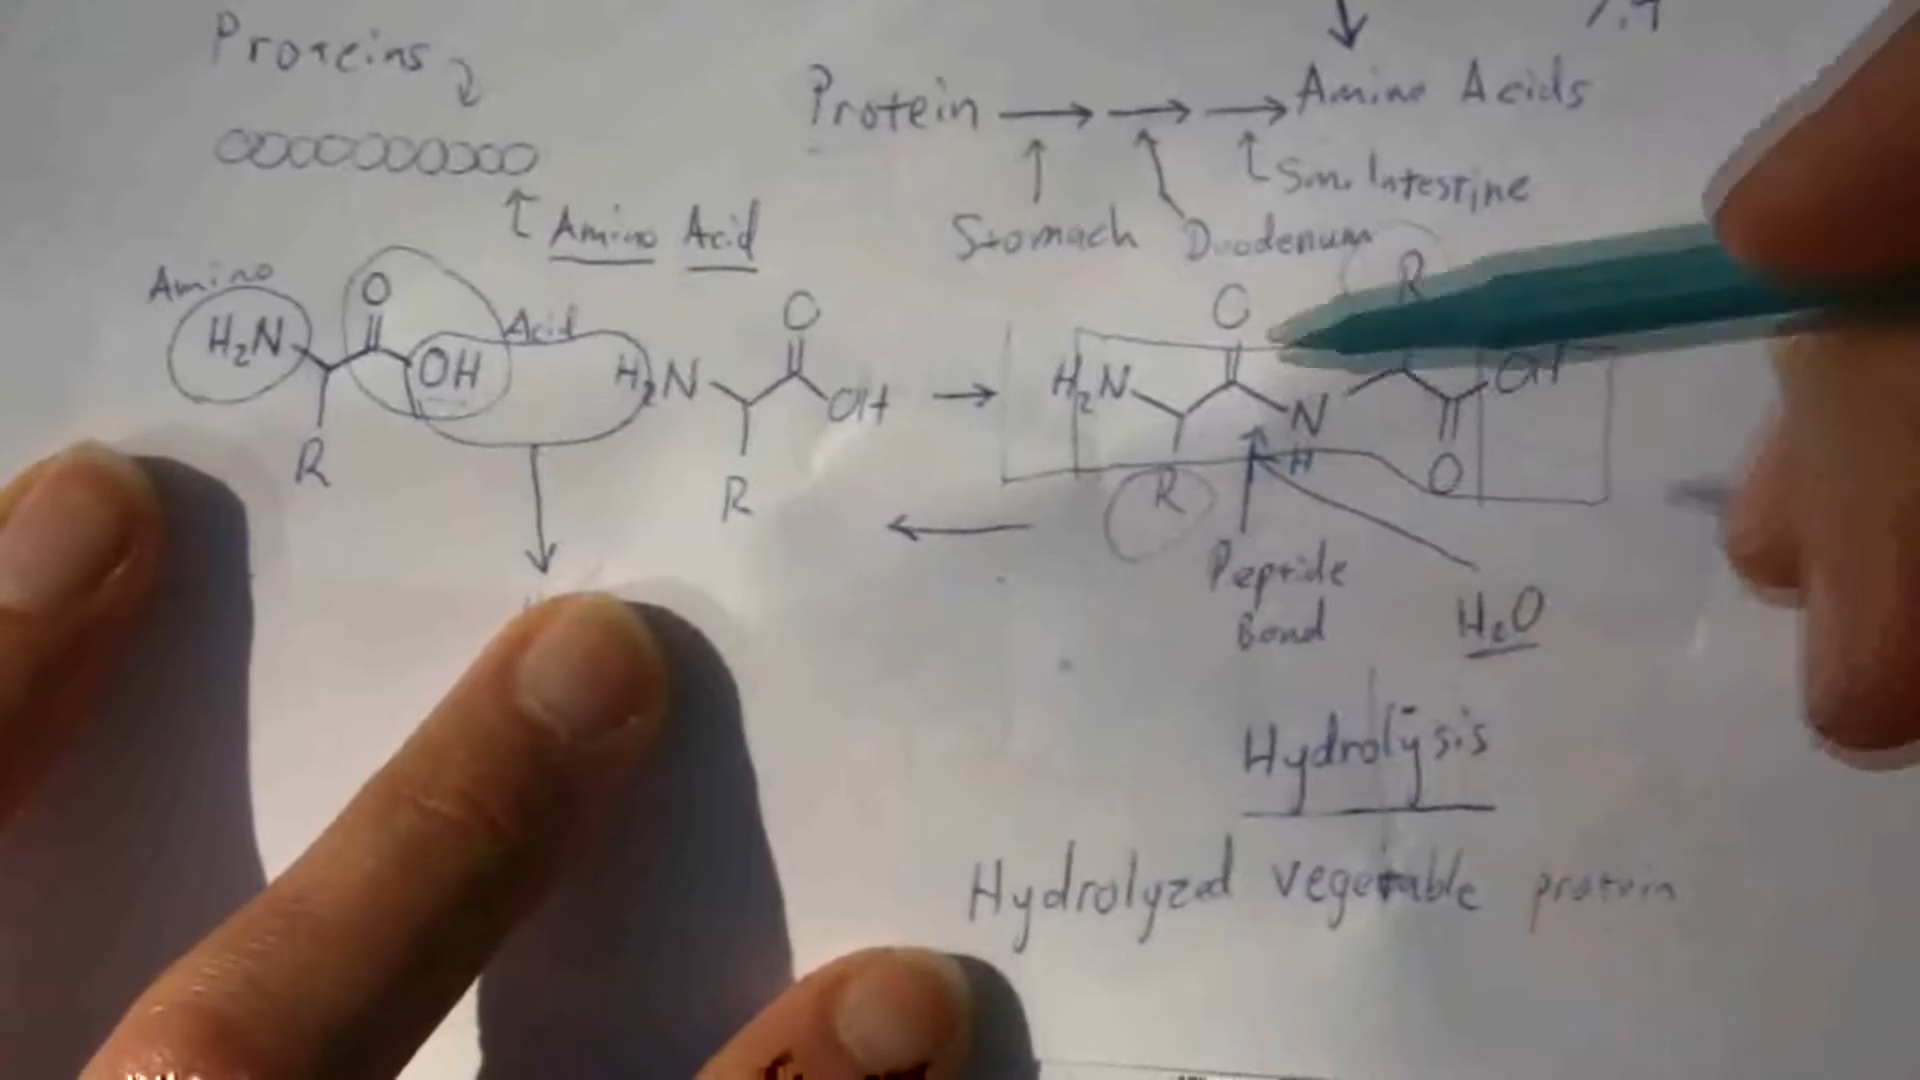 Proteins
Protein → → → Amino Acids
Stomach
Duodenum
Sm. Intestine
Amino Acid
Amino
Acid
H₂N
O
OH
R
H₂N
O
OH
R
→
H₂N
O
N
H
R
R
O
OH
Peptide
Bond
H₂O
Hydrolysis
Hydrolyzed vegetable protein